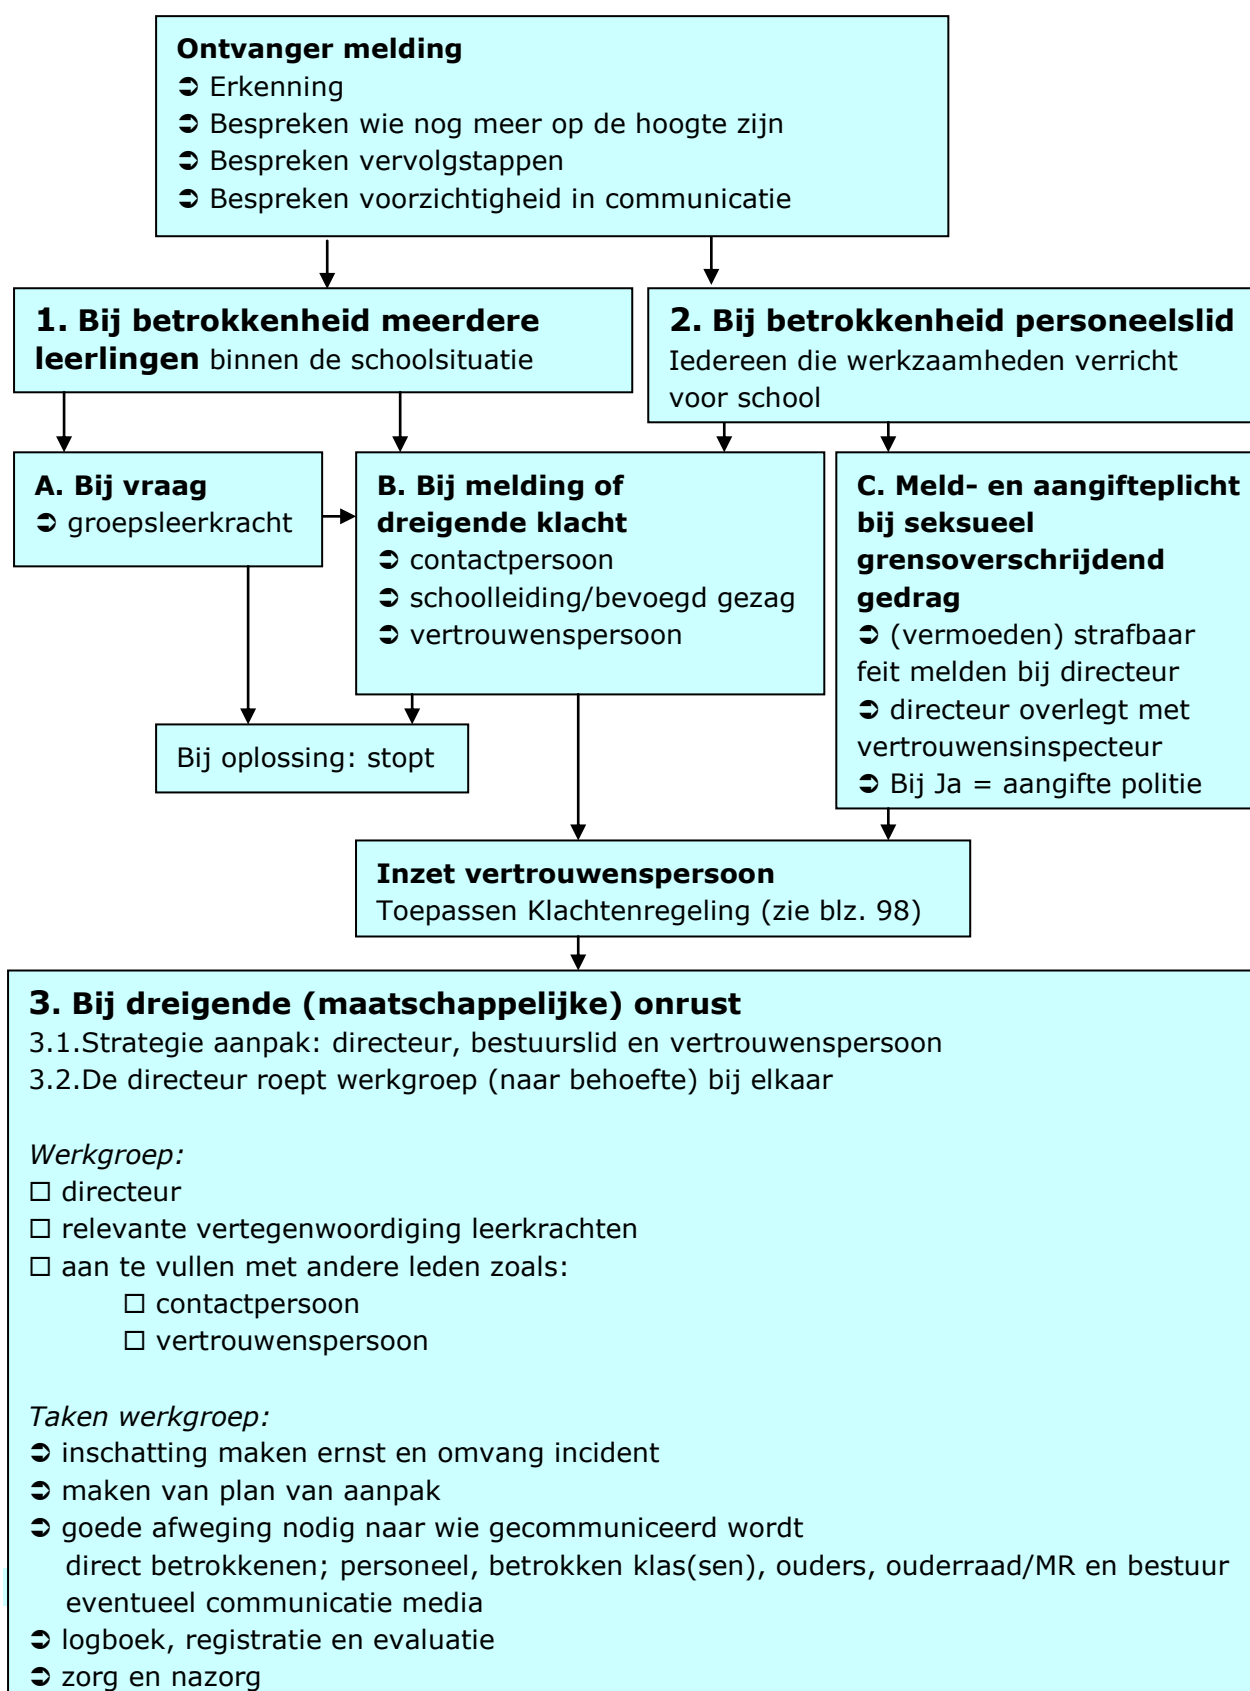 Ontvanger melding
➲ Erkenning
➲ Bespreken wie nog meer op de hoogte zijn
➲ Bespreken vervolgstappen
➲ Bespreken voorzichtigheid in communicatie
1. Bij betrokkenheid meerdere
leerlingen binnen de schoolsituatie
2. Bij betrokkenheid personeelslid
Iedereen die werkzaamheden verricht
voor school
A. Bij vraag
➲ groepsleerkracht
B. Bij melding of
dreigende klacht
➲ contactpersoon
➲ schoolleiding/bevoegd gezag
➲ vertrouwenspersoon
C. Meld- en aangifteplicht
bij seksueel
grensoverschrijdend
gedrag
➲ (vermoeden) strafbaar
feit melden bij directeur
➲ directeur overlegt met
vertrouwensinspecteur
➲ Bij Ja = aangifte politie
Bij oplossing: stopt
Inzet vertrouwenspersoon
Toepassen Klachtenregeling (zie blz. 98)
3. Bij dreigende (maatschappelijke) onrust
3.1.Strategie aanpak: directeur, bestuurslid en vertrouwenspersoon
3.2.De directeur roept werkgroep (naar behoefte) bij elkaar
Werkgroep:
☐ directeur
☐ relevante vertegenwoordiging leerkrachten
☐ aan te vullen met andere leden zoals:
☐ contactpersoon
☐ vertrouwenspersoon
Taken werkgroep:
➲ inschatting maken ernst en omvang incident
➲ maken van plan van aanpak
➲ goede afweging nodig naar wie gecommuniceerd wordt
direct betrokkenen; personeel, betrokken klas(sen), ouders, ouderraad/MR en bestuur
eventueel communicatie media
➲ logboek, registratie en evaluatie
➲ zorg en nazorg